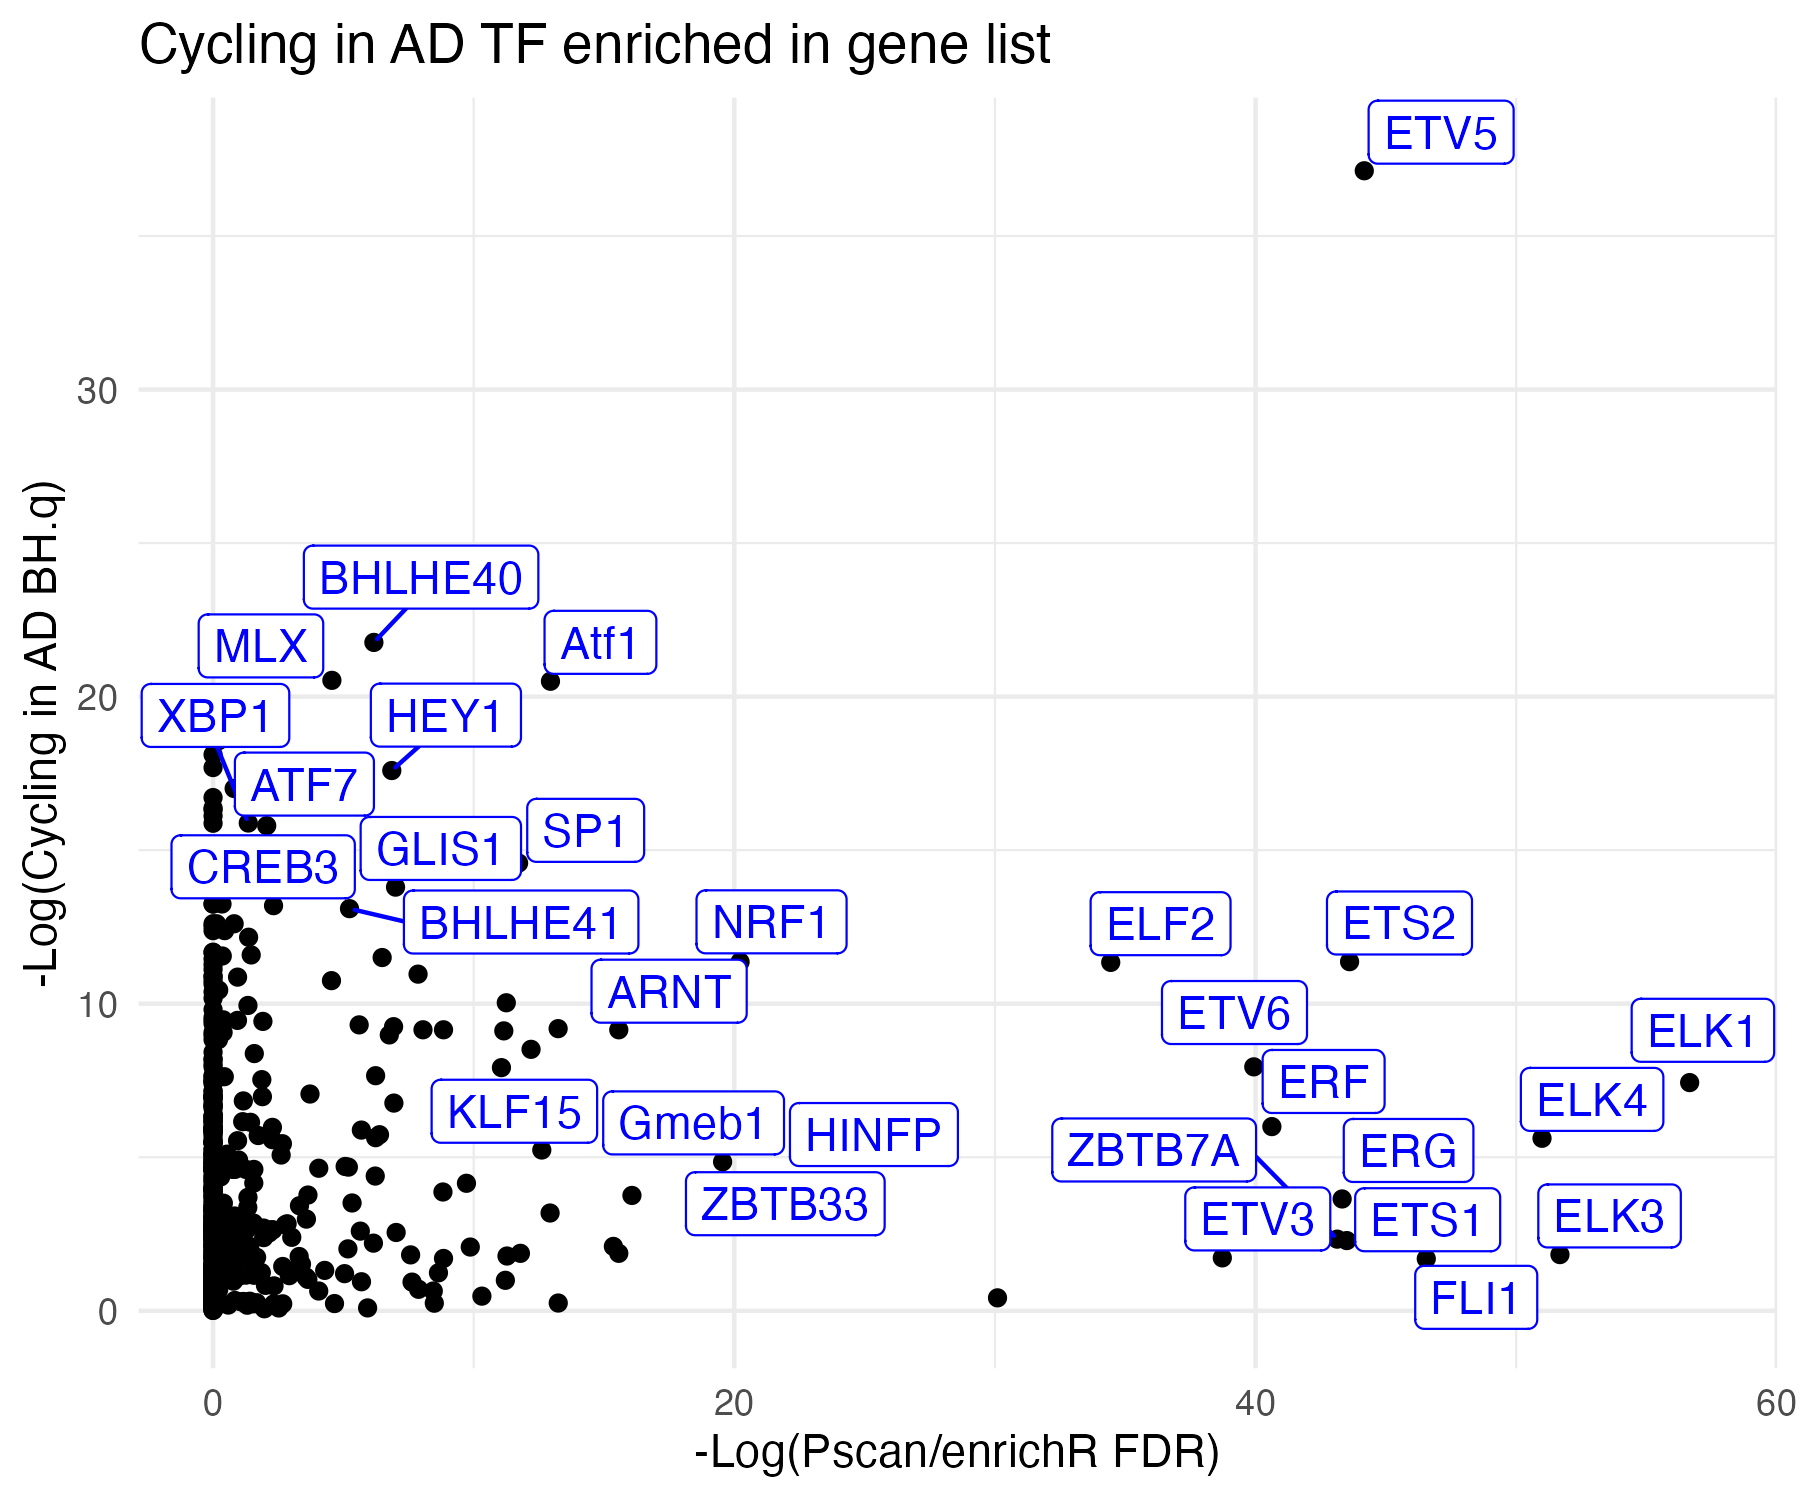 Cycling in AD TF enriched in gene list
ETV5
30
BHLHE40
MLX
Atf1
20
XBP1
HEY1
ATF7
SP1
GLIS1
CREB3
BHLHE41
NRF1
ELF2
ETS2
ARNT
10
ETV6
ELK1
ERF
ELK4
KLF15
Gmeb1
HINFP
ZBTB7A
ERG
ZBTB33
ETV3
ETS1
ELK3
FLI1
0
-Log(Cycling in AD BH.q)
0
20
40
60
-Log(Pscan/enrichR FDR)